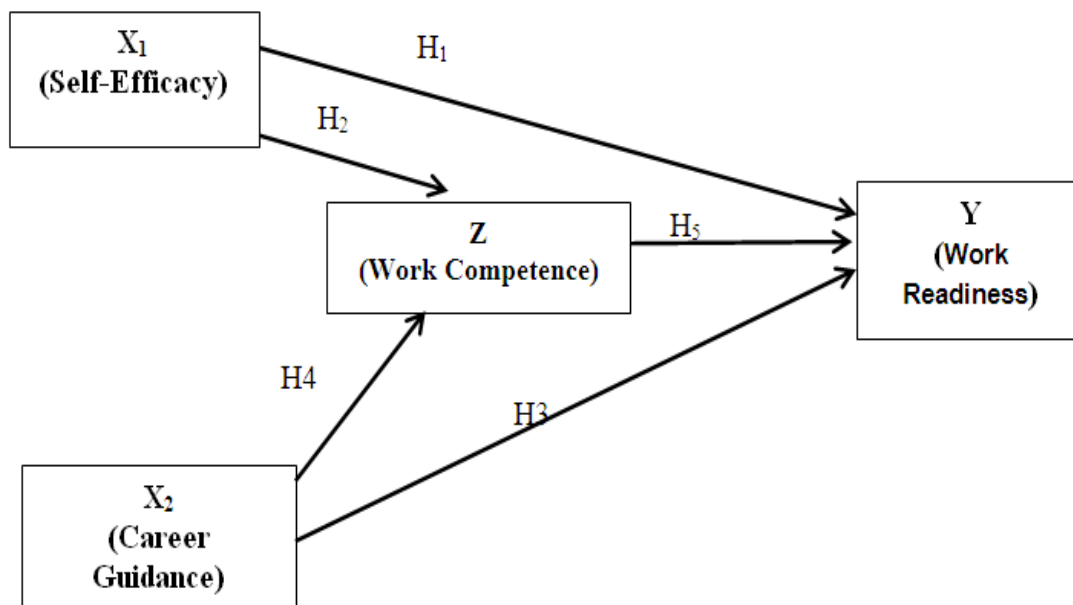 X₁
(Self-Efficacy)
H₁
H₂
Z
(Work Competence)
H₅
Y
(Work
Readiness)
H4
H3
X₂
(Career
Guidance)